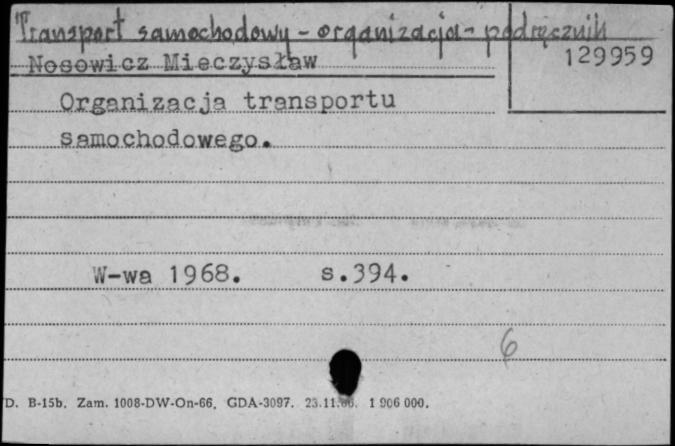 Transport samochodowy - organizacja - podręcznik
Nosowicz Mieczysław
129959
Organizacja transportu
samochodowego.
W-wa 1968. s.394.
6
D. B-15b. Zam. 1008-DW-On-66. GDA-3097. 23.11.66. 1 906 000.